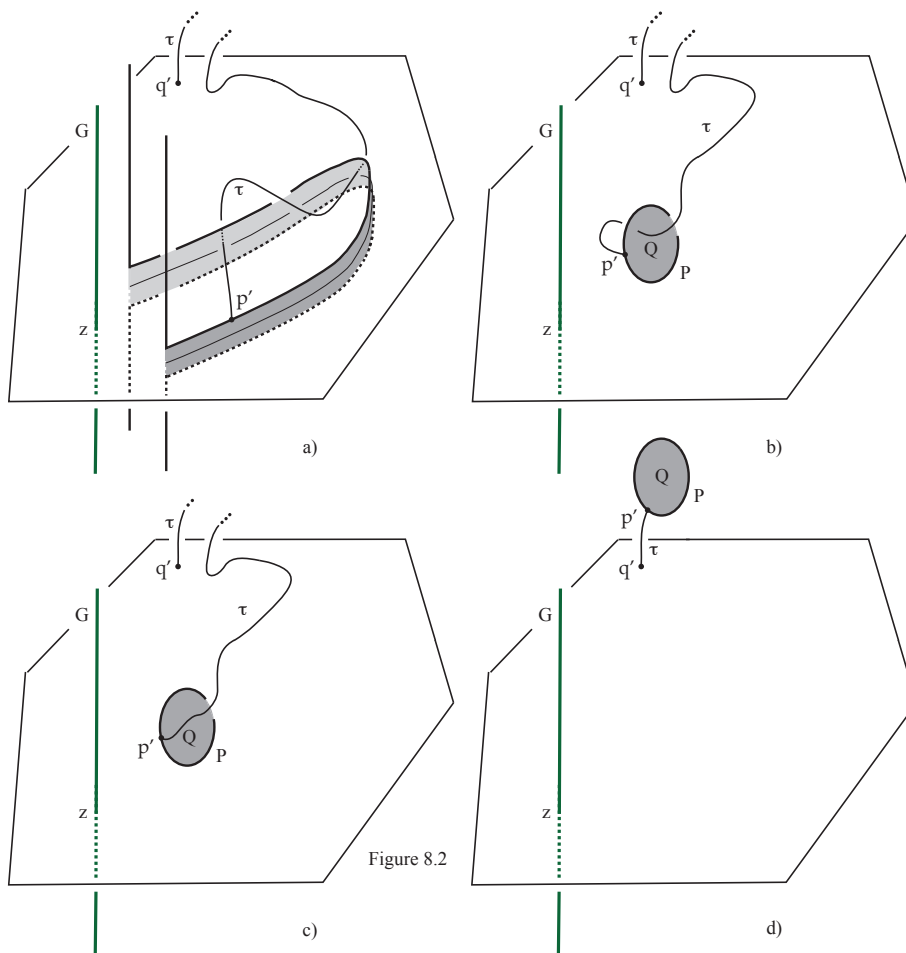 τ
q′
G
τ
p′
z
a)
τ
q′
G
τ
Q
p′
P
z
b)
τ
q′
G
τ
Q
p′
P
z
Figure 8.2
c)
Q
P
p′
τ
q′
G
z
d)